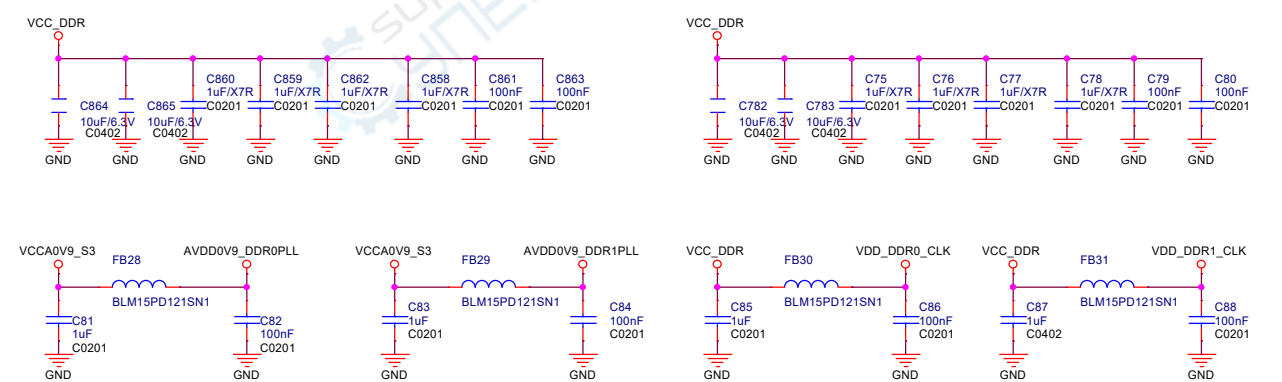 VCC_DDR
C864
10uF/6.3V
C0402
C865
10uF/6.3V
C0402
C860
1uF/X7R
C0201
C859
1uF/X7R
C0201
C862
1uF/X7R
C0201
C858
1uF/X7R
C0201
C861
100nF
C0201
C863
100nF
C0201
GND GND GND GND GND GND GND GND
VCC_DDR
C782
10uF/6.3V
C0402
C783
10uF/6.3V
C0402
C75
1uF/X7R
C0201
C76
1uF/X7R
C0201
C77
1uF/X7R
C0201
C78
1uF/X7R
C0201
C79
100nF
C0201
C80
100nF
C0201
GND GND GND GND GND GND GND GND
VCCA0V9_S3
FB28
BLM15PD121SN1
AVDD0V9_DDR0PLL
C81
1uF
C0201
C82
100nF
C0201
GND GND
VCCA0V9_S3
FB29
BLM15PD121SN1
AVDD0V9_DDR1PLL
C83
1uF
C0201
C84
100nF
C0201
GND GND
VCC_DDR
FB30
BLM15PD121SN1
VDD_DDR0_CLK
C85
1uF
C0201
C86
100nF
C0201
GND GND
VCC_DDR
FB31
BLM15PD121SN1
VDD_DDR1_CLK
C87
1uF
C0402
C88
100nF
C0201
GND GND